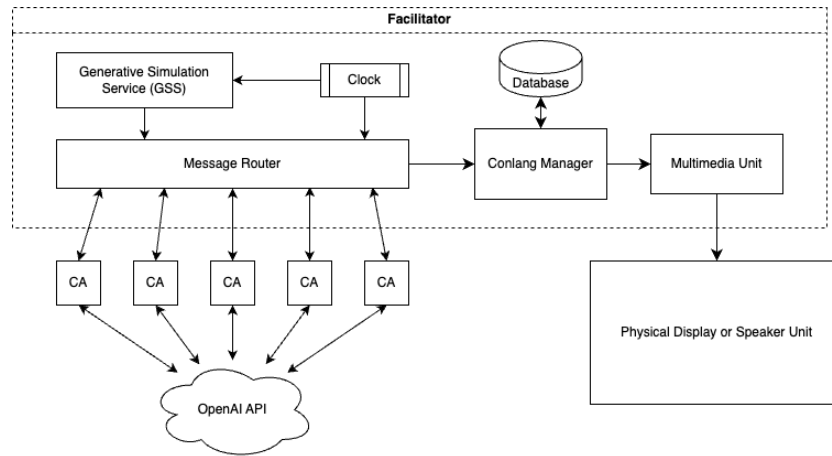 Facilitator
Generative Simulation
Service (GSS)
Clock
Database
Message Router
Conlang Manager
Multimedia Unit
CA
CA
CA
CA
CA
Physical Display or Speaker Unit
OpenAI API